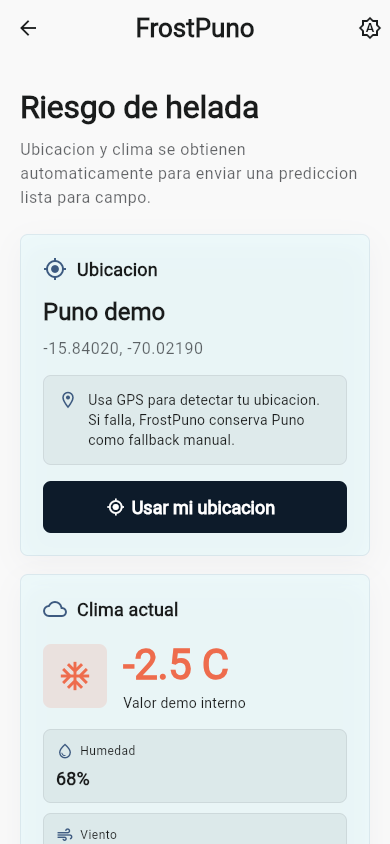 FrostPuno
A
Riesgo de helada
Ubicacion y clima se obtienen
automaticamente para enviar una prediccion
lista para campo.
Ubicacion
Puno demo
-15.84020, -70.02190
Usa GPS para detectar tu ubicacion.
Si falla, FrostPuno conserva Puno
como fallback manual.
Usar mi ubicacion
Clima actual
-2.5 C
Valor demo interno
Humedad
68%
Viento